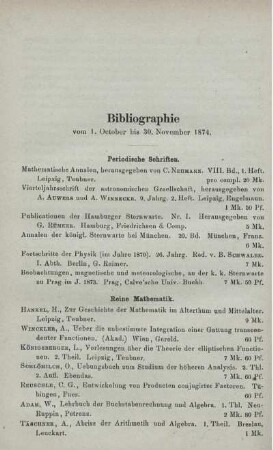 Bibliographie
vom 1. October bis 30. November 1874.
Periodische Schriften.
Mathematische Annalen, herausgegeben von C. NEUMANN. VIII. Bd., 1. Heft.
Leipzig, Teubner. pro compl. 20 Mk.
Vierteljahrsschrift der astronomischen Gesellschaft, herausgegeben von
A. AUWERS und A. WINNECKE. 9. Jahrg. 2. Heft. Leipzig, Engelmann.
1 Mk. 50 Pf.
Publicationen der Hamburger Sternwarte. Nr. 1. Herausgegeben von
G. RÜMKER. Hamburg, Friedrichsen & Comp. 5 Mk.
Annalen der königl. Sternwarte bei München. 20. Bd. München, Franz.
6 Mk.
Fortschritte der Physik (im Jahre 1870). 26. Jahrg. Red. v. B. SCHWALBE.
1. Abth. Berlin, G. Reimer. 9 Mk.
Beobachtungen, magnetische und meteorologische, an der k. k. Sternwarte
zu Prag im J. 1873. Prag, Calve'sche Univ.-Buchh. 7 Mk. 50 Pf.
Reine Mathematik.
HANKEL, H., Zur Geschichte der Mathematik im Alterthum und Mittelalter.
Leipzig, Teubner. 9 Mk.
WINCKLER, A., Ueber die unbestimmte Integration einer Gattung transcen-
denter Functionen. (Akad.) Wien, Gerold. 60 Pf.
KÖNIGSBERGER, L., Vorlesungen über die Theorie der elliptischen Functio-
nen. 2. Theil. Leipzig, Teubner. 7 Mk. 60 Pf.
SCHLÖMILCH, O., Uebungsbuch zum Studium der höheren Analysis. 2. Thl.
2. Aufl. Ebendas. 7 Mk. 60 Pf.
REUSCHLE, C. G., Entwickelung von Producten conjugirter Factoren. Tü-
bingen, Fues. 60 Pf.
ADAM, W., Lehrbuch der Buchstabenrechnung und Algebra. 1. Thl. Neu-
Ruppin, Petrenz. 2 Mk. 80 Pf.
TÄSCHNER, A., Abriss der Arithmetik und Algebra. 1. Theil. Breslau,
Leuckart. 1 Mk.